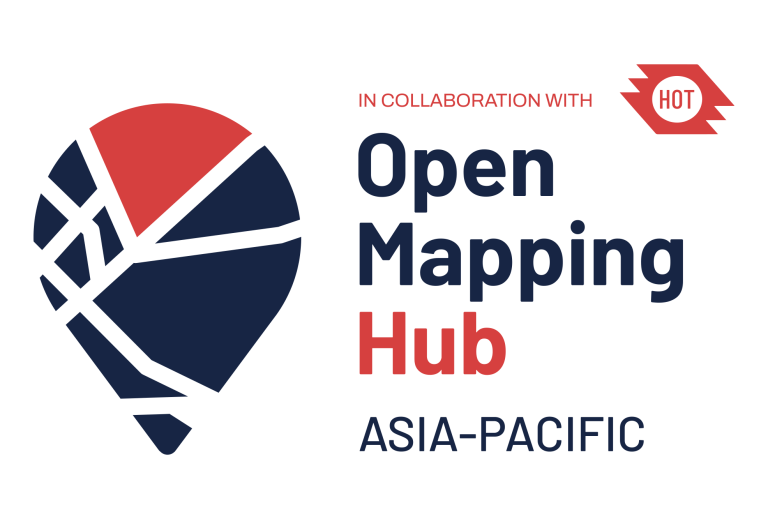 IN COLLABORATION WITH HOT
Open
Mapping
Hub
ASIA-PACIFIC